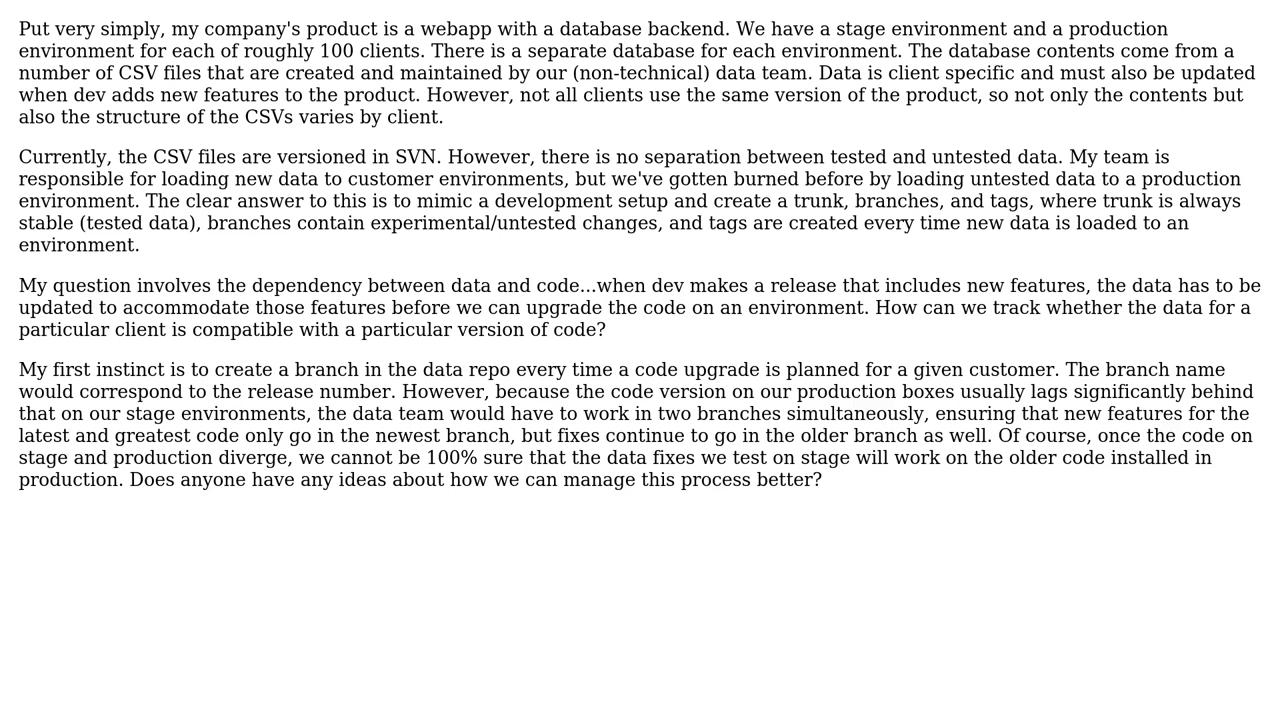 Put very simply, my company's product is a webapp with a database backend. We have a stage environment and a production
environment for each of roughly 100 clients. There is a separate database for each environment. The database contents come from a
number of CSV files that are created and maintained by our (non-technical) data team. Data is client specific and must also be updated
when dev adds new features to the product. However, not all clients use the same version of the product, so not only the contents but
also the structure of the CSVs varies by client.
Currently, the CSV files are versioned in SVN. However, there is no separation between tested and untested data. My team is
responsible for loading new data to customer environments, but we've gotten burned before by loading untested data to a production
environment. The clear answer to this is to mimic a development setup and create a trunk, branches, and tags, where trunk is always
stable (tested data), branches contain experimental/untested changes, and tags are created every time new data is loaded to an
environment.
My question involves the dependency between data and code...when dev makes a release that includes new features, the data has to be
updated to accommodate those features before we can upgrade the code on an environment. How can we track whether the data for a
particular client is compatible with a particular version of code?
My first instinct is to create a branch in the data repo every time a code upgrade is planned for a given customer. The branch name
would correspond to the release number. However, because the code version on our production boxes usually lags significantly behind
that on our stage environments, the data team would have to work in two branches simultaneously, ensuring that new features for the
latest and greatest code only go in the newest branch, but fixes continue to go in the older branch as well. Of course, once the code on
stage and production diverge, we cannot be 100% sure that the data fixes we test on stage will work on the older code installed in
production. Does anyone have any ideas about how we can manage this process better?